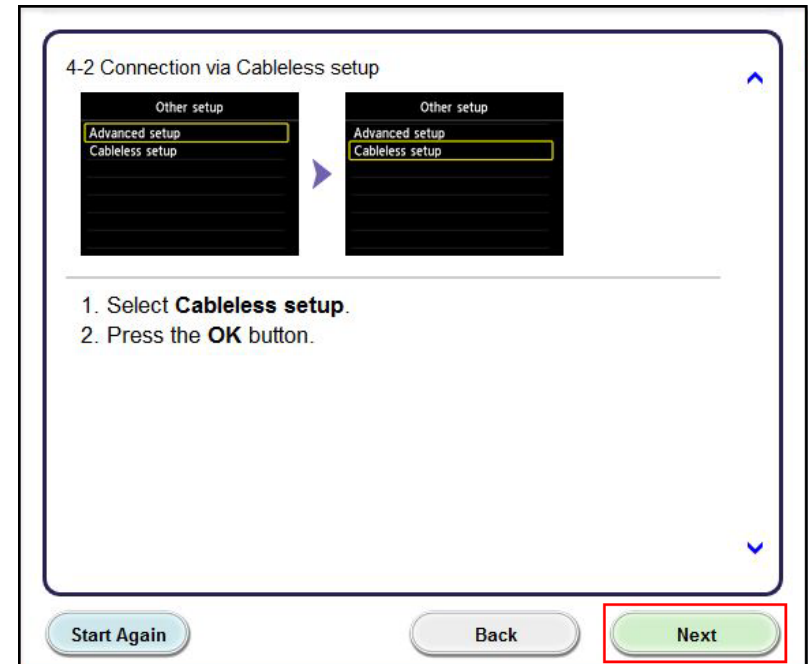 4-2 Connection via Cableless setup
Other setup
Advanced setup
Cableless setup
Other setup
Advanced setup
Cableless setup
1. Select Cableless setup.
2. Press the OK button.
Start Again
Back
Next